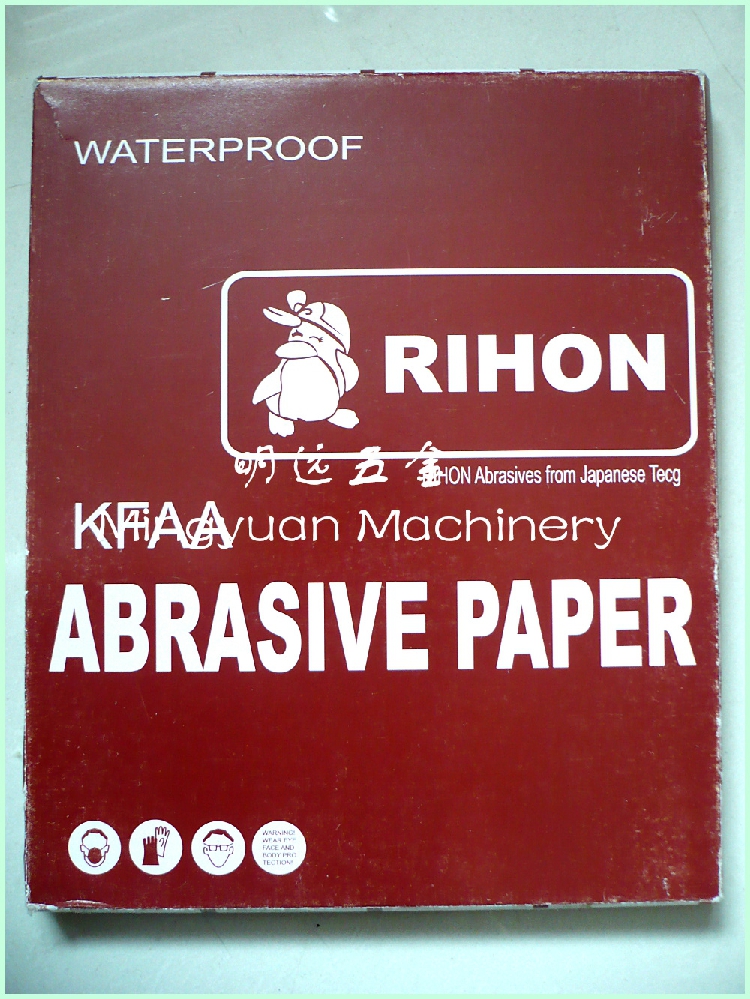 WATERPROOF
RIHON
明远五金
RIHON Abrasives from Japanese Tecg
KFAA
Mingyuan Machinery
ABRASIVE PAPER
WARNING!
WEAR EYE
FACE AND
BODY PRO
TECTION!